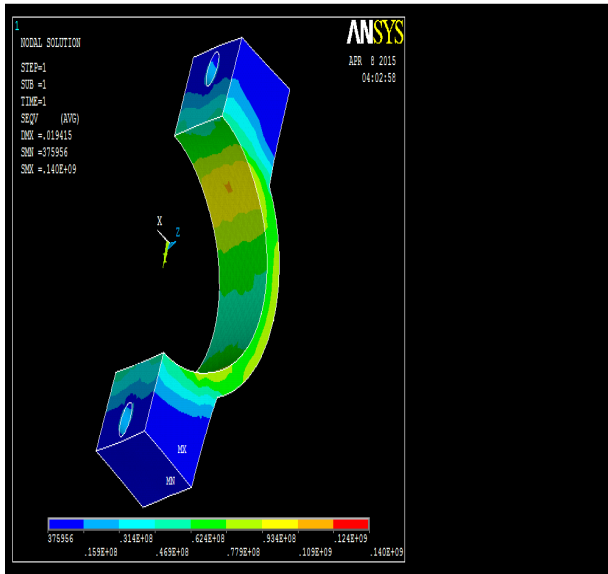 1
ANSYS
NODAL SOLUTION
APR 8 2015
04:02:58
STEP=1
SUB =1
TIME=1
SEQV (AVG)
DMX =.019415
SMN =375956
SMX =.140E+09
X
Z
MX
MN
375956 .314E+08 .624E+08 .934E+08 .124E+09
.159E+08 .469E+08 .779E+08 .109E+09 .140E+09